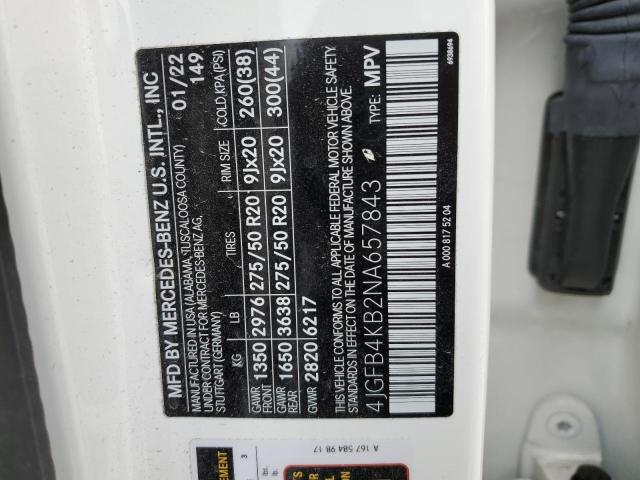 MFD BY MERCEDES-BENZ U.S. INTL., INC
MANUFACTURED IN USA (ALABAMA, TUSCALOOSA COUNTY) 01/22
UNDER CONTRACT FOR MERCEDES-BENZ AG, 149
STUTTGART (GERMANY)
KG LB TIRES RIM SIZE COLD,KPA(PSI)
GAWR FRONT 1350 2976 275/50 R20 9Jx20 260(38)
GAWR REAR 1650 3638 275/50 R20 9Jx20 300(44)
GVWR 2820 6217
THIS VEHICLE CONFORMS TO ALL APPLICABLE FEDERAL MOTOR VEHICLE SAFETY
STANDARDS IN EFFECT ON THE DATE OF MANUFACTURE SHOWN ABOVE.
4JGFB4KB2NA657843 TYPE: MPV
A 000 817 52 04
6938694
A 167 584 98 17
EMENT
3
lbs.